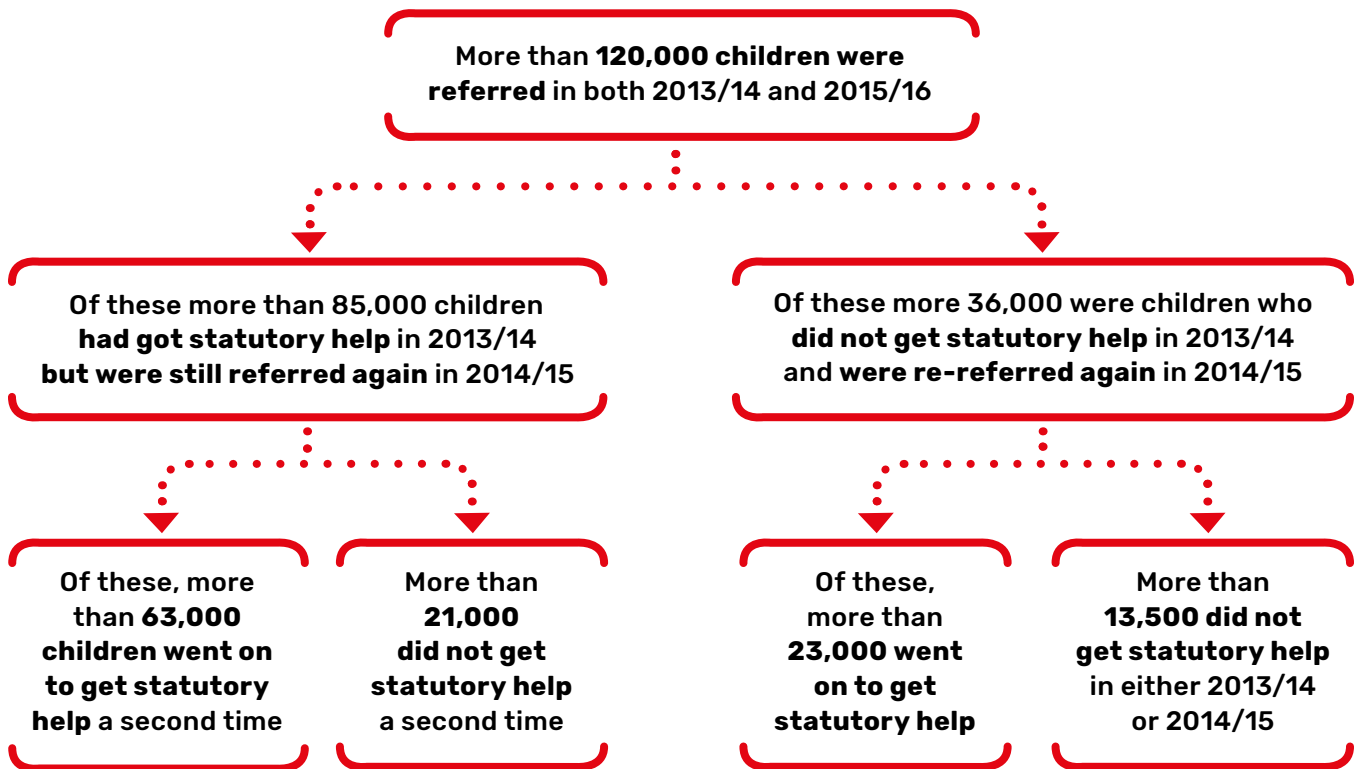 More than 120,000 children were
referred in both 2013/14 and 2015/16
Of these more than 85,000 children
had got statutory help in 2013/14
but were still referred again in 2014/15
Of these more 36,000 were children who
did not get statutory help in 2013/14
and were re-referred again in 2014/15
Of these, more
than 63,000
children went on
to get statutory
help a second time
More than
21,000
did not get
statutory help
a second time
Of these,
more than
23,000 went
on to get
statutory help
More than
13,500 did not
get statutory help
in either 2013/14
or 2014/15